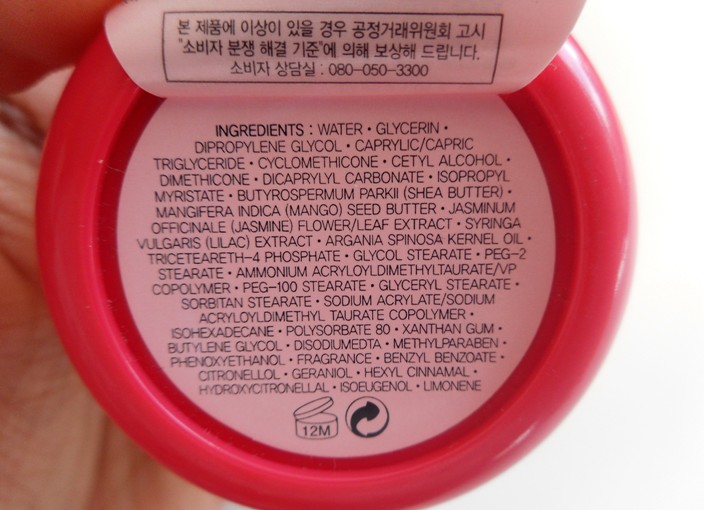 본 제품에 이상이 있을 경우 공정거래위원회 고시
"소비자 분쟁 해결 기준"에 의해 보상해 드립니다.
소비자 상담실 : 080-050-3300
INGREDIENTS : WATER • GLYCERIN •
DIPROPYLENE GLYCOL • CAPRYLIC/CAPRIC
TRIGLYCERIDE • CYCLOMETHICONE • CETYL ALCOHOL •
DIMETHICONE • DICAPRYLYL CARBONATE • ISOPROPYL
MYRISTATE • BUTYROSPERMUM PARKII (SHEA BUTTER) •
MANGIFERA INDICA (MANGO) SEED BUTTER • JASMINUM
OFFICINALE (JASMINE) FLOWER/LEAF EXTRACT • SYRINGA
VULGARIS (LILAC) EXTRACT • ARGANIA SPINOSA KERNEL OIL •
TRICETEARETH-4 PHOSPHATE • GLYCOL STEARATE • PEG-2
STEARATE • AMMONIUM ACRYLOYLDIMETHYLTAURATE/VP
COPOLYMER • PEG-100 STEARATE • GLYCERYL STEARATE •
SORBITAN STEARATE • SODIUM ACRYLATE/SODIUM
ACRYLOYLDIMETHYL TAURATE COPOLYMER •
ISOHEXADECANE • POLYSORBATE 80 • XANTHAN GUM •
BUTYLENE GLYCOL • DISODIUMEDTA • METHYLPARABEN •
PHENOXYETHANOL • FRAGRANCE • BENZYL BENZOATE •
CITRONELLOL • GERANIOL • HEXYL CINNAMAL •
HYDROXYCITRONELLAL • ISOEUGENOL • LIMONENE
12M